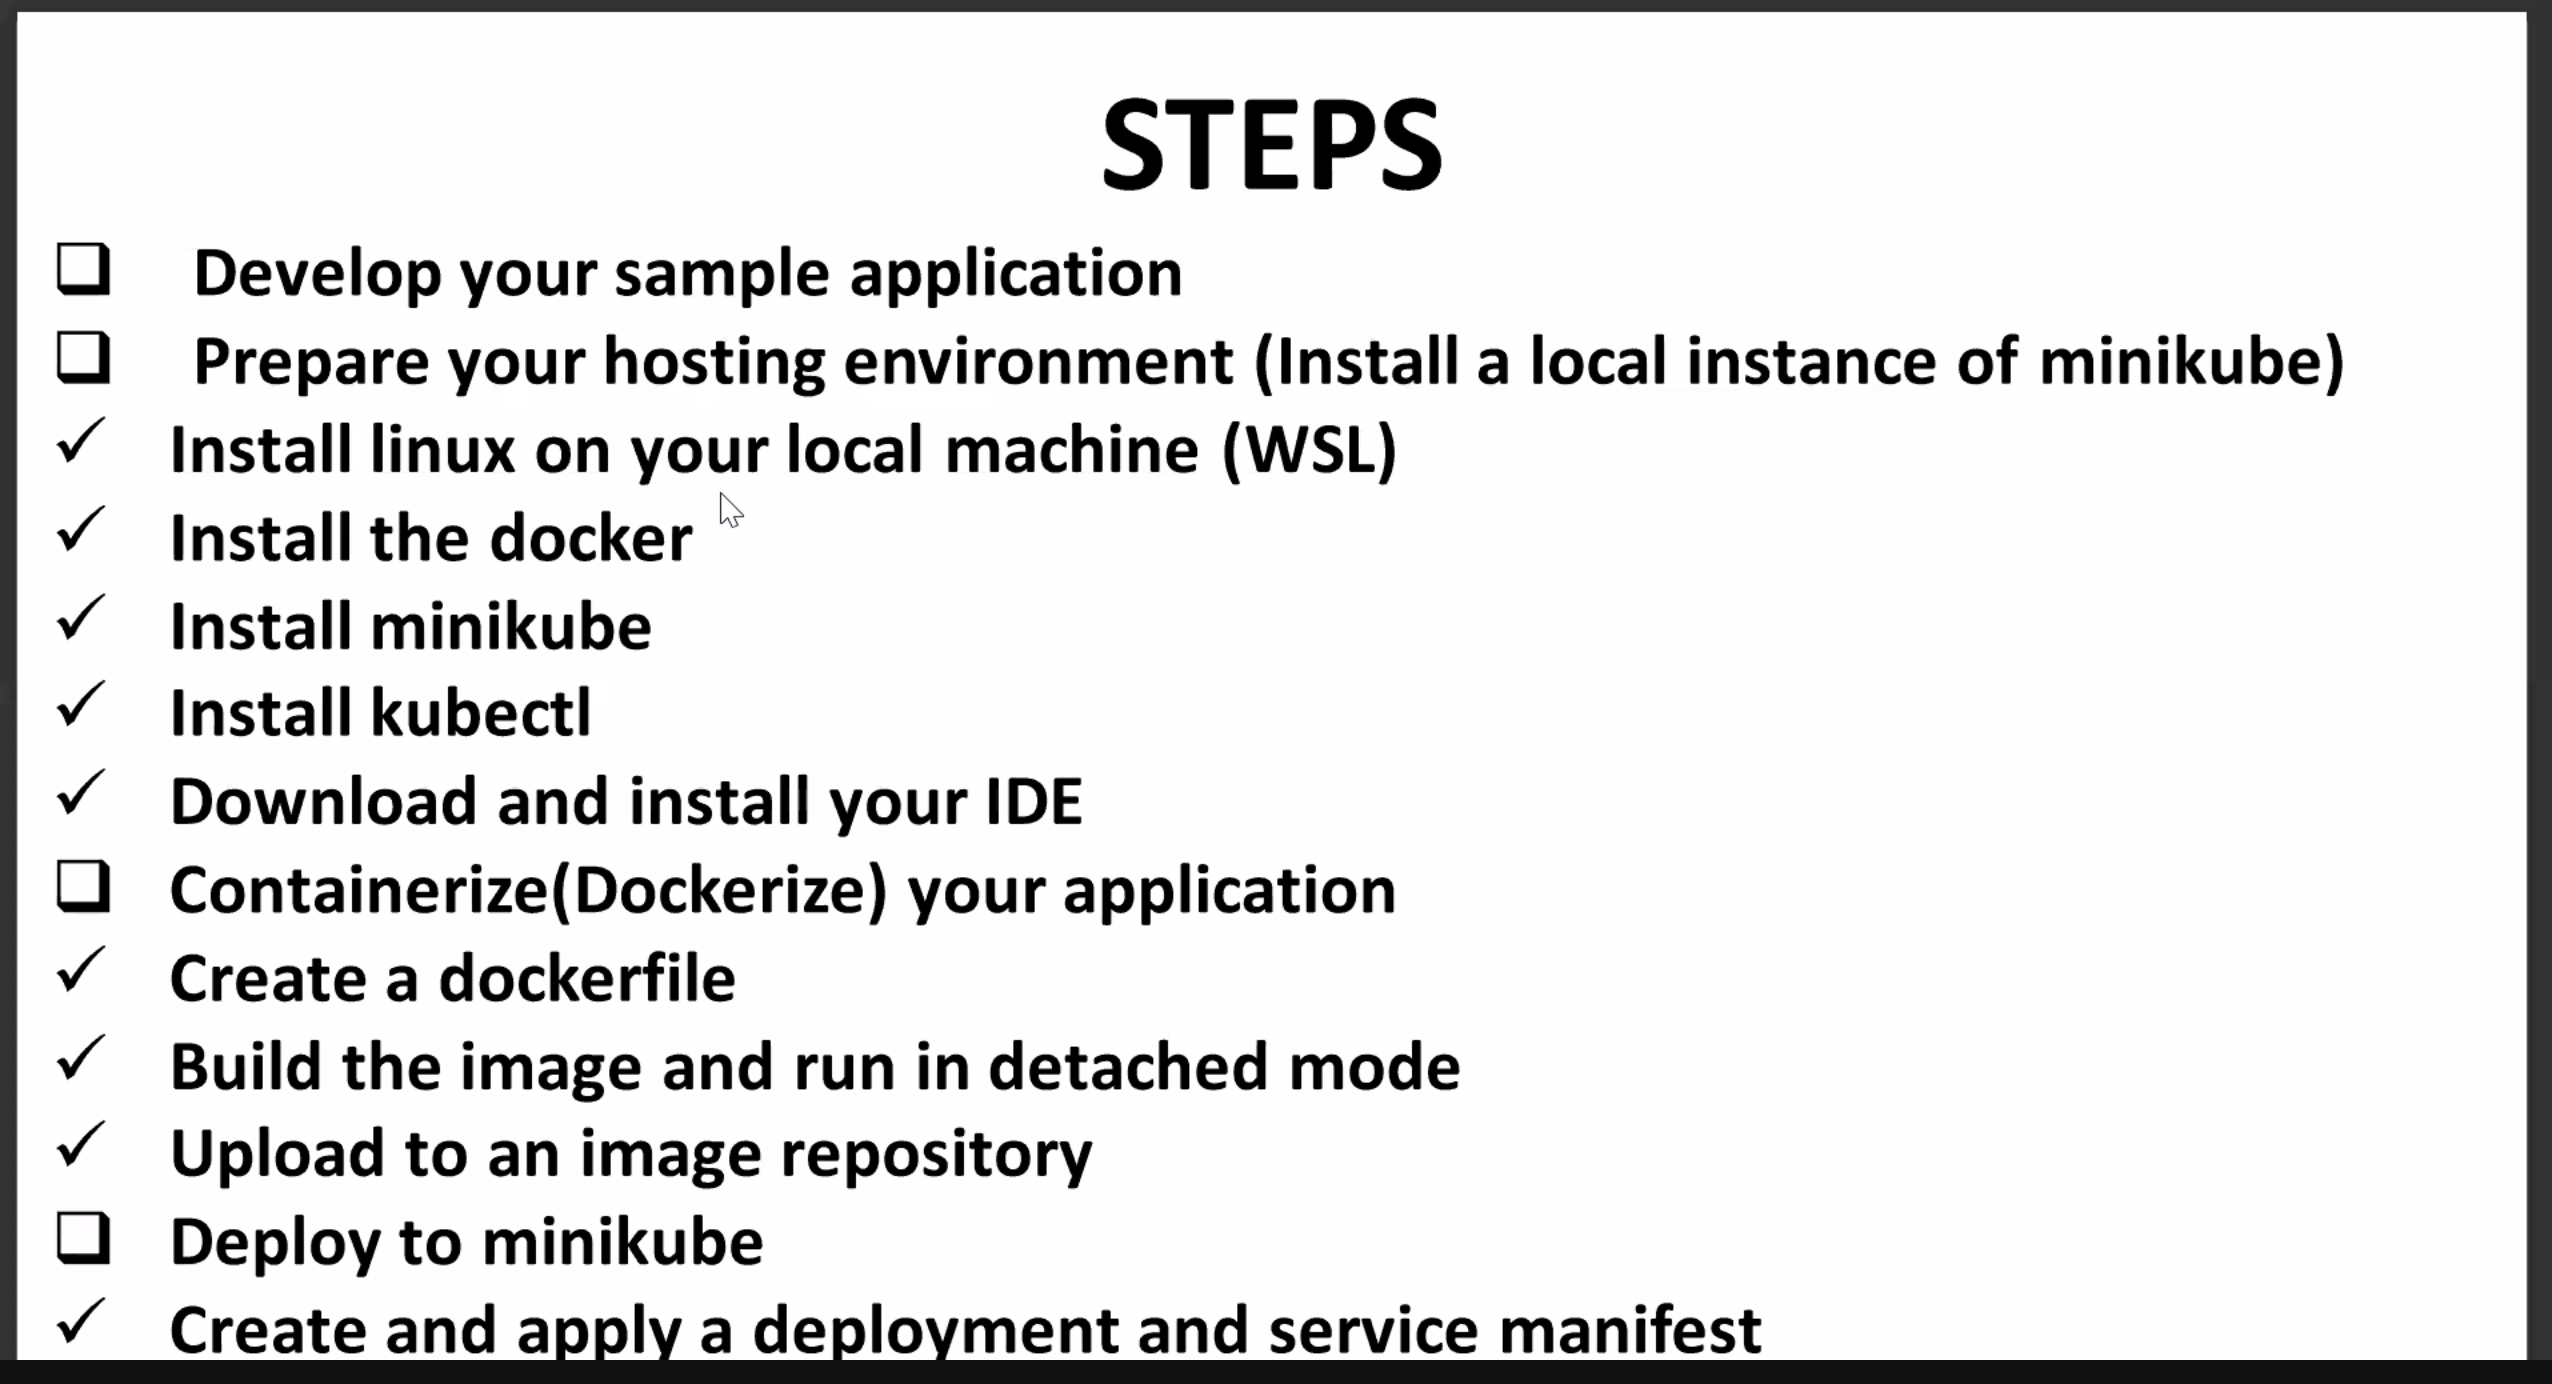 STEPS
Develop your sample application
Prepare your hosting environment (Install a local instance of minikube)
Install linux on your local machine (WSL)
Install the docker
Install minikube
Install kubectl
Download and install your IDE
Containerize(Dockerize) your application
Create a dockerfile
Build the image and run in detached mode
Upload to an image repository
Deploy to minikube
Create and apply a deployment and service manifest